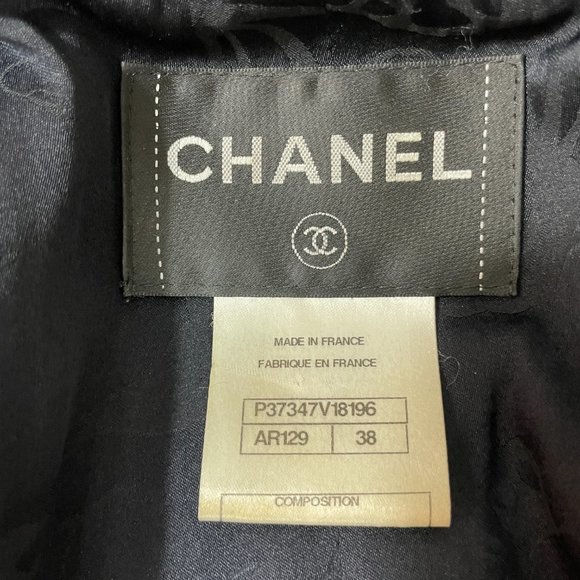 CHANEL
MADE IN FRANCE
FABRIQUE EN FRANCE
P37347V18196
AR129 38
COMPOSITION